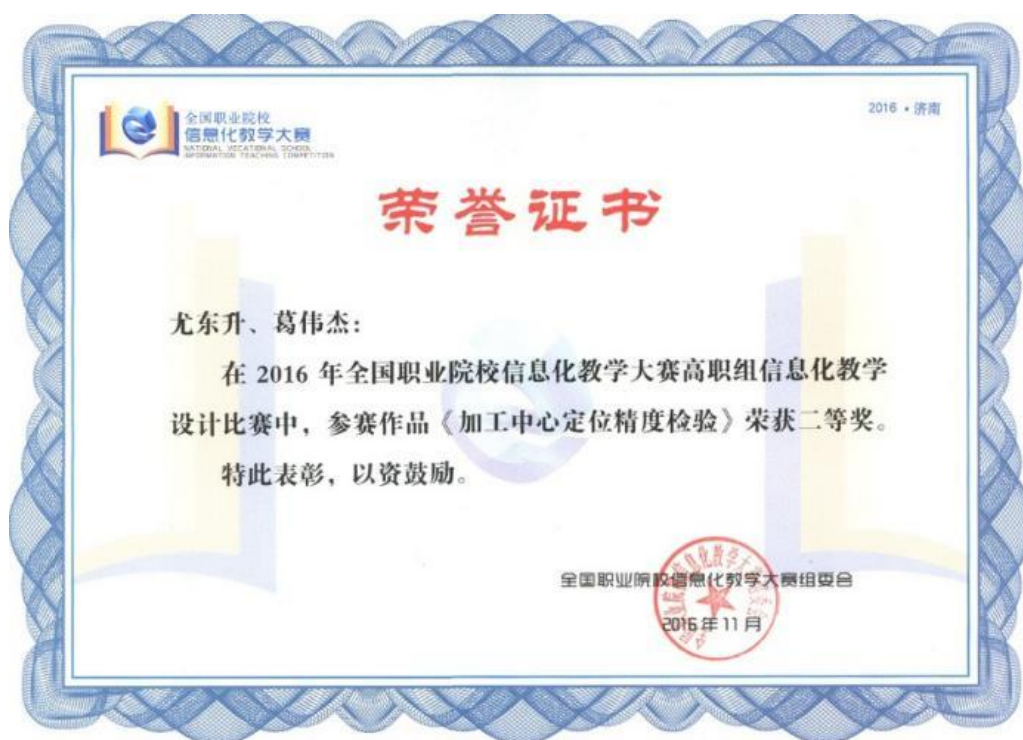 全国职业院校
信息化教学大赛
NATIONAL VOCATIONAL SCHOOL
INFORMATION TEACHING COMPETITION
2016·济南
荣誉证书
尤东升、葛伟杰：
在 2016 年全国职业院校信息化教学大赛高职组信息化教学
设计比赛中，参赛作品《加工中心定位精度检验》荣获二等奖。
特此表彰，以资鼓励。
全国职业院校信息化教学大赛组委会
2016年11月